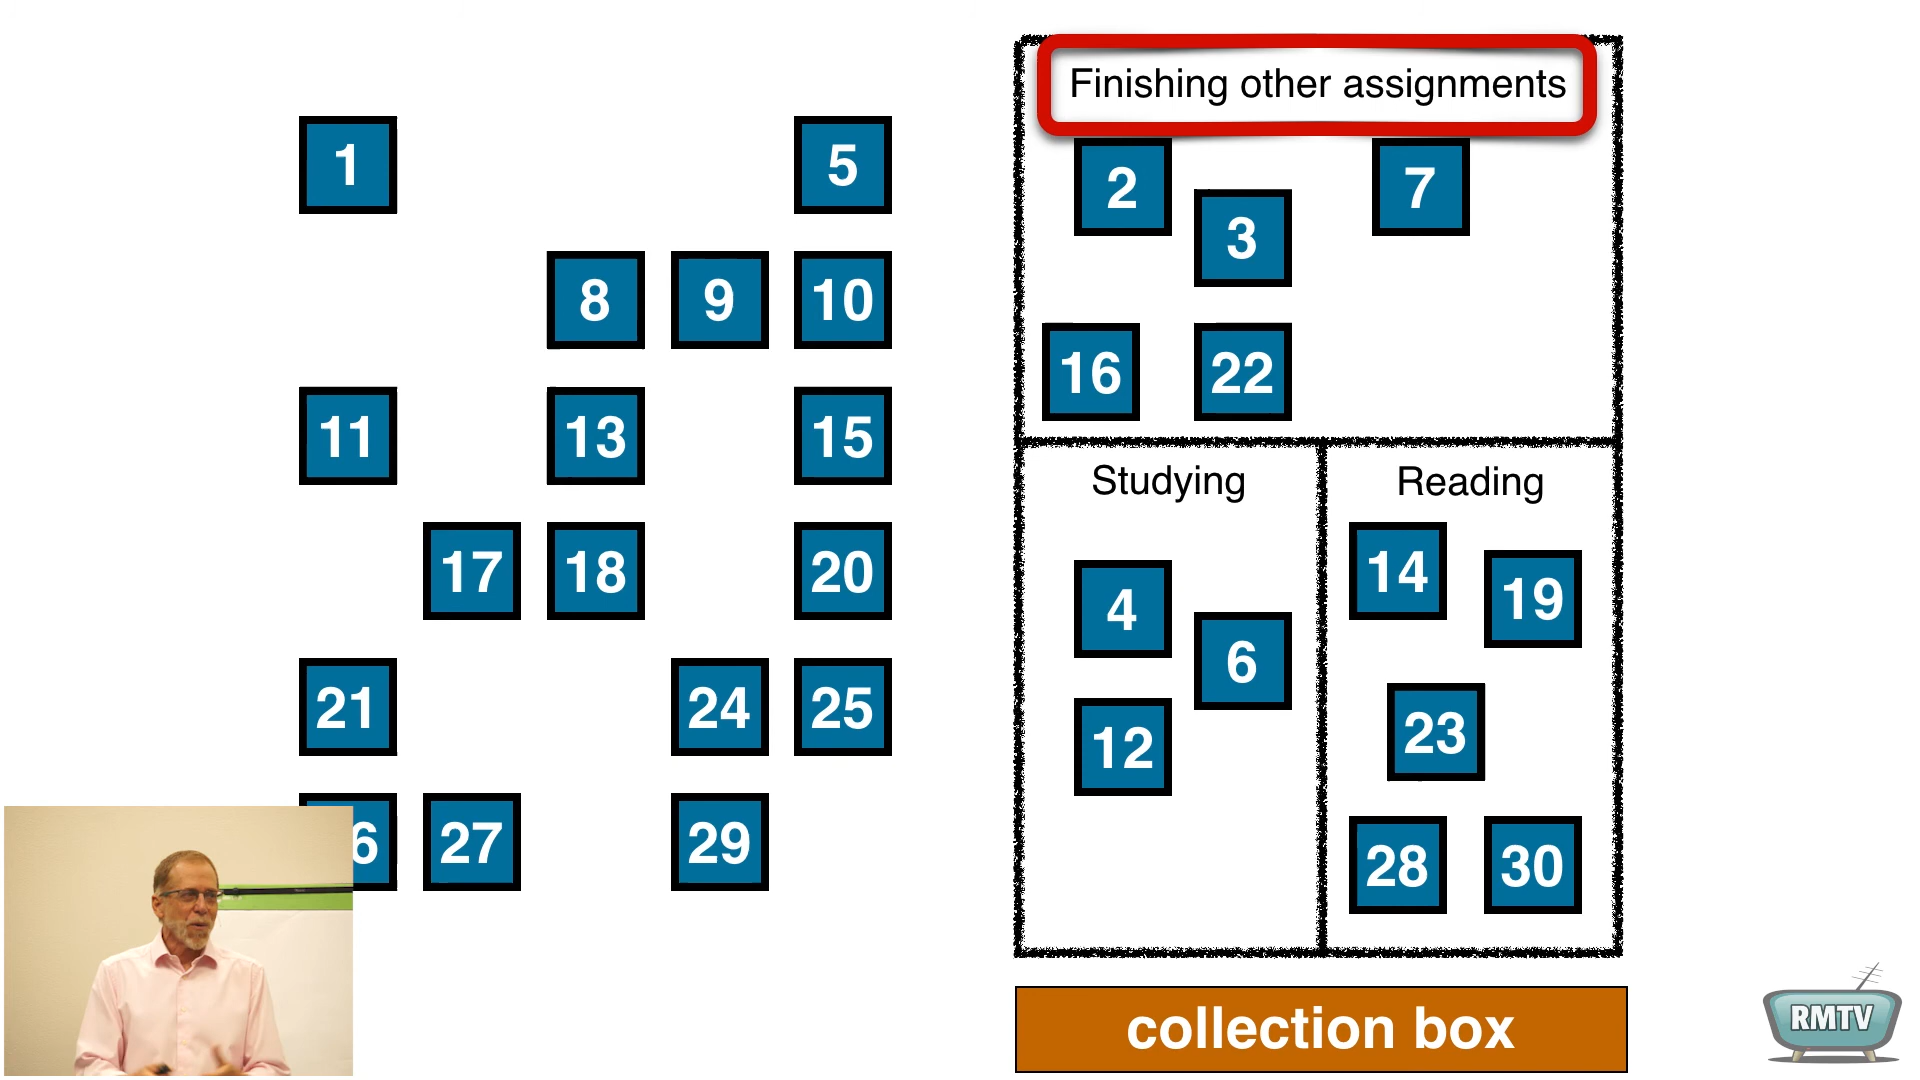 1 5
8 9 10
11 13 15
17 18 20
21 24 25
6 27 29
Finishing other assignments
2 7
3
16 22
Studying
4
6
12
Reading
14
19
23
28 30
collection box
RMTV